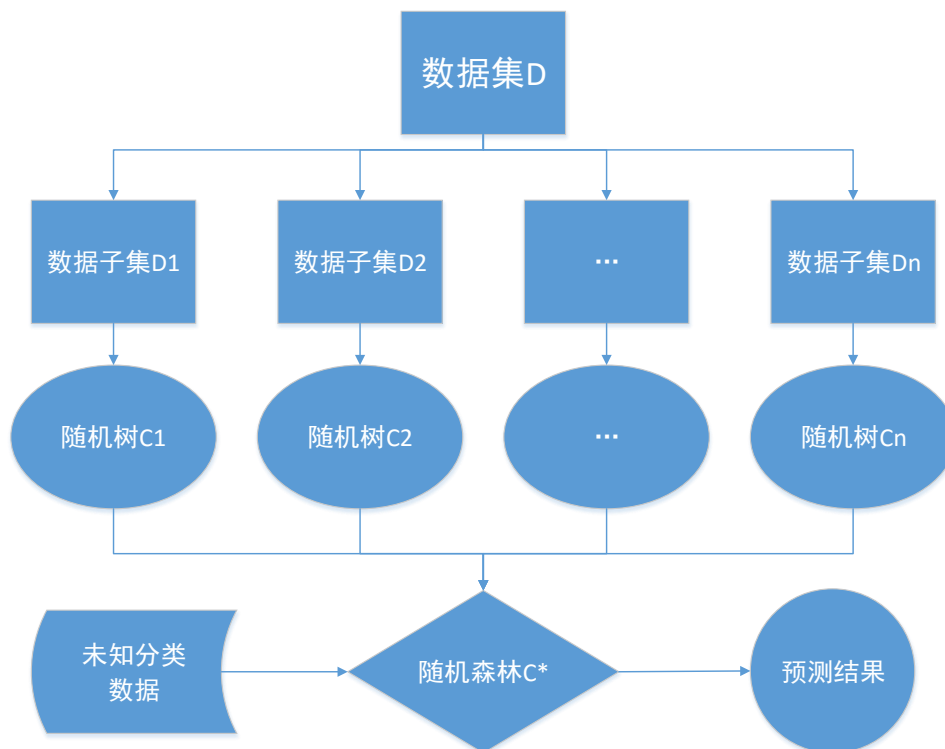 数据集D
数据子集D1
数据子集D2
...
数据子集Dn
随机树C1
随机树C2
...
随机树Cn
未知分类
数据
随机森林C*
预测结果